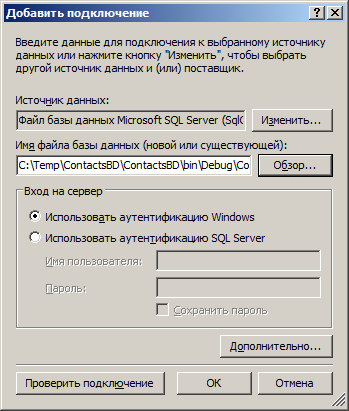 Добавить подключение
Введите данные для подключения к выбранному источнику
данных или нажмите кнопку "Изменить", чтобы выбрать
другой источник данных и (или) поставщик.
Источник данных:
Файл базы данных Microsoft SQL Server (SqlC
Изменить...
Имя файла базы данных (новой или существующей):
C:\Temp\ContactsBD\ContactsBD\bin\Debug\Co
Обзор...
Вход на сервер
Использовать аутентификацию Windows
Использовать аутентификацию SQL Server
Имя пользователя:
Пароль:
Сохранить пароль
Дополнительно...
Проверить подключение
ОК
Отмена